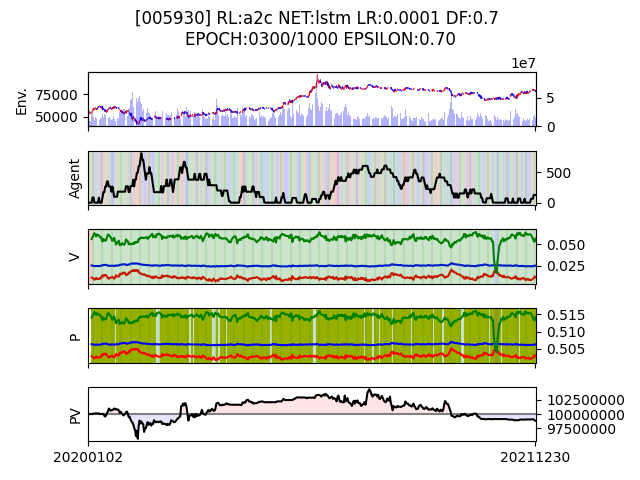 [005930] RL:a2c NET:lstm LR:0.0001 DF:0.7
EPOCH:0300/1000 EPSILON:0.70
1e7
Env.
75000
50000
5
0
Agent
500
0
V
0.050
0.025
P
0.515
0.510
0.505
PV
102500000
100000000
97500000
20200102
20211230